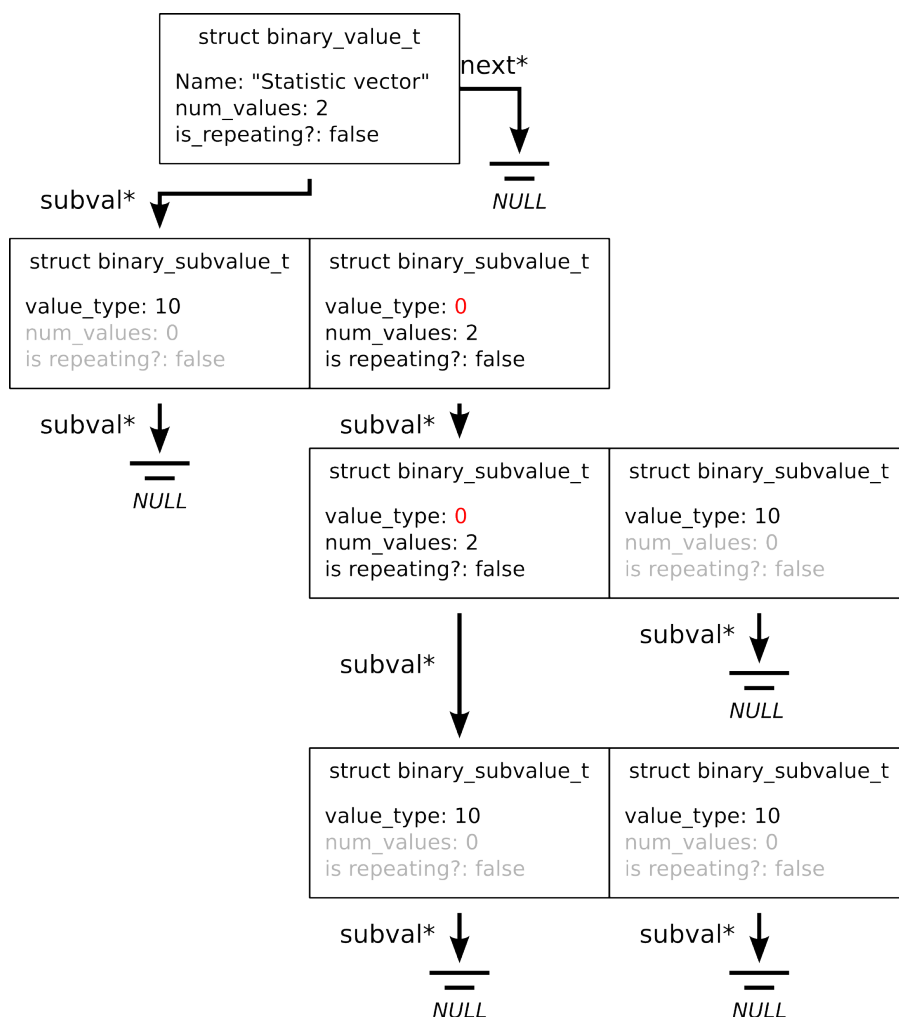 struct binary_value_t
Name: "Statistic vector"
num_values: 2
is_repeating?: false
next*
NULL
subval*
struct binary_subvalue_t
value_type: 10
num_values: 0
is repeating?: false
struct binary_subvalue_t
value_type: 0
num_values: 2
is repeating?: false
subval*
NULL
subval*
struct binary_subvalue_t
value_type: 0
num_values: 2
is repeating?: false
struct binary_subvalue_t
value_type: 10
num_values: 0
is repeating?: false
subval*
subval*
NULL
struct binary_subvalue_t
value_type: 10
num_values: 0
is repeating?: false
struct binary_subvalue_t
value_type: 10
num_values: 0
is repeating?: false
subval*
NULL
subval*
NULL